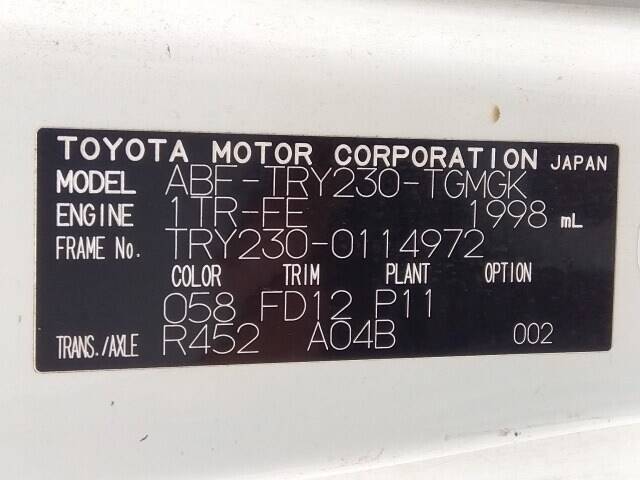 TOYOTA MOTOR CORPORATION JAPAN
MODEL ABF-TRY230-TGMGK
ENGINE 1TR-FE 1998 mL
FRAME No. TRY230-0114972
COLOR TRIM PLANT OPTION
058 FD12 P11
TRANS./AXLE R452 A04B 002